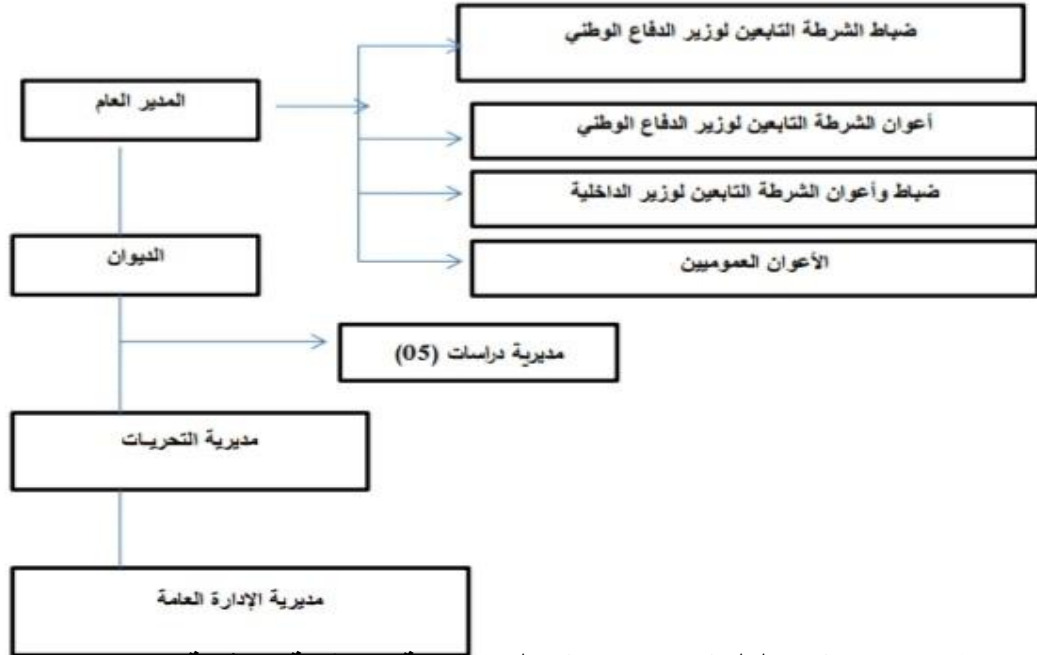 ضباط الشرطة التابعين لوزير الدفاع الوطني
المدير العام
أعوان الشرطة التابعين لوزير الدفاع الوطني
ضباط وأعوان الشرطة التابعين لوزير الداخلية
الديوان
الأعوان العموميين
مديرية دراسات (05)
مديرية التحريات
مديرية الإدارة العامة